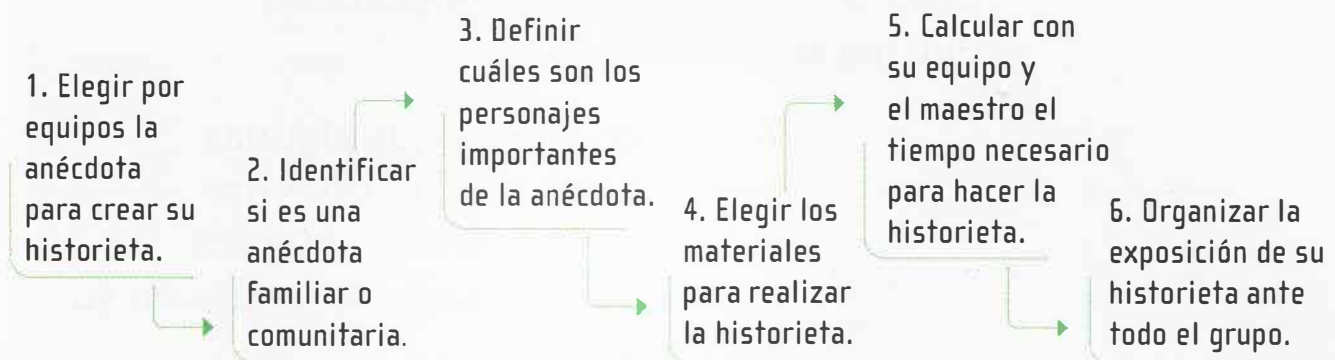 1. Elegir por
equipos la
anécdota
para crear su
historieta.
2. Identificar
si es una
anécdota
familiar o
comunitaria.
3. Definir
cuáles son los
personajes
importantes
de la anécdota.
4. Elegir los
materiales
para realizar
la historieta.
5. Calcular con
su equipo y
el maestro el
tiempo necesario
para hacer la
historieta.
6. Organizar la
exposición de su
historieta ante
todo el grupo.